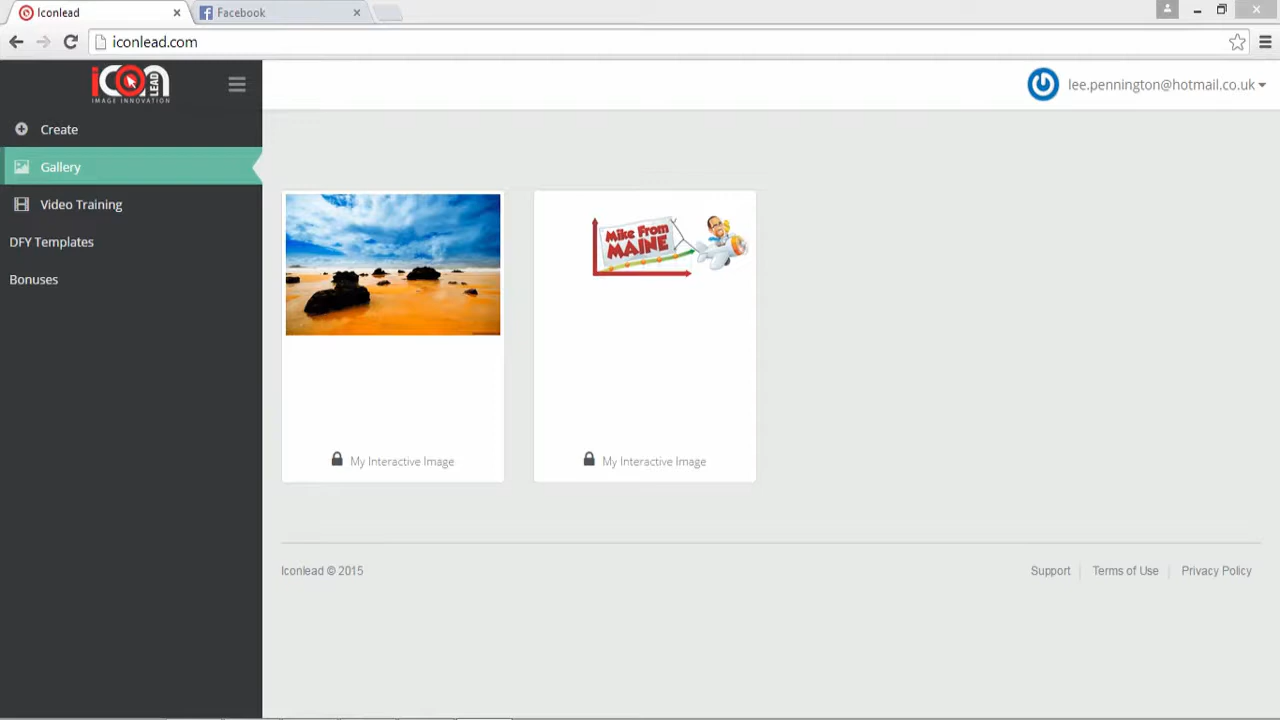 Iconlead
Facebook
iconlead.com
icon LEAD
IMAGE INNOVATION
lee.pennington@hotmail.co.uk
Create
Gallery
Video Training
DFY Templates
Bonuses
Mike From
MAINE
My Interactive Image
My Interactive Image
Iconlead © 2015
Support
Terms of Use
Privacy Policy